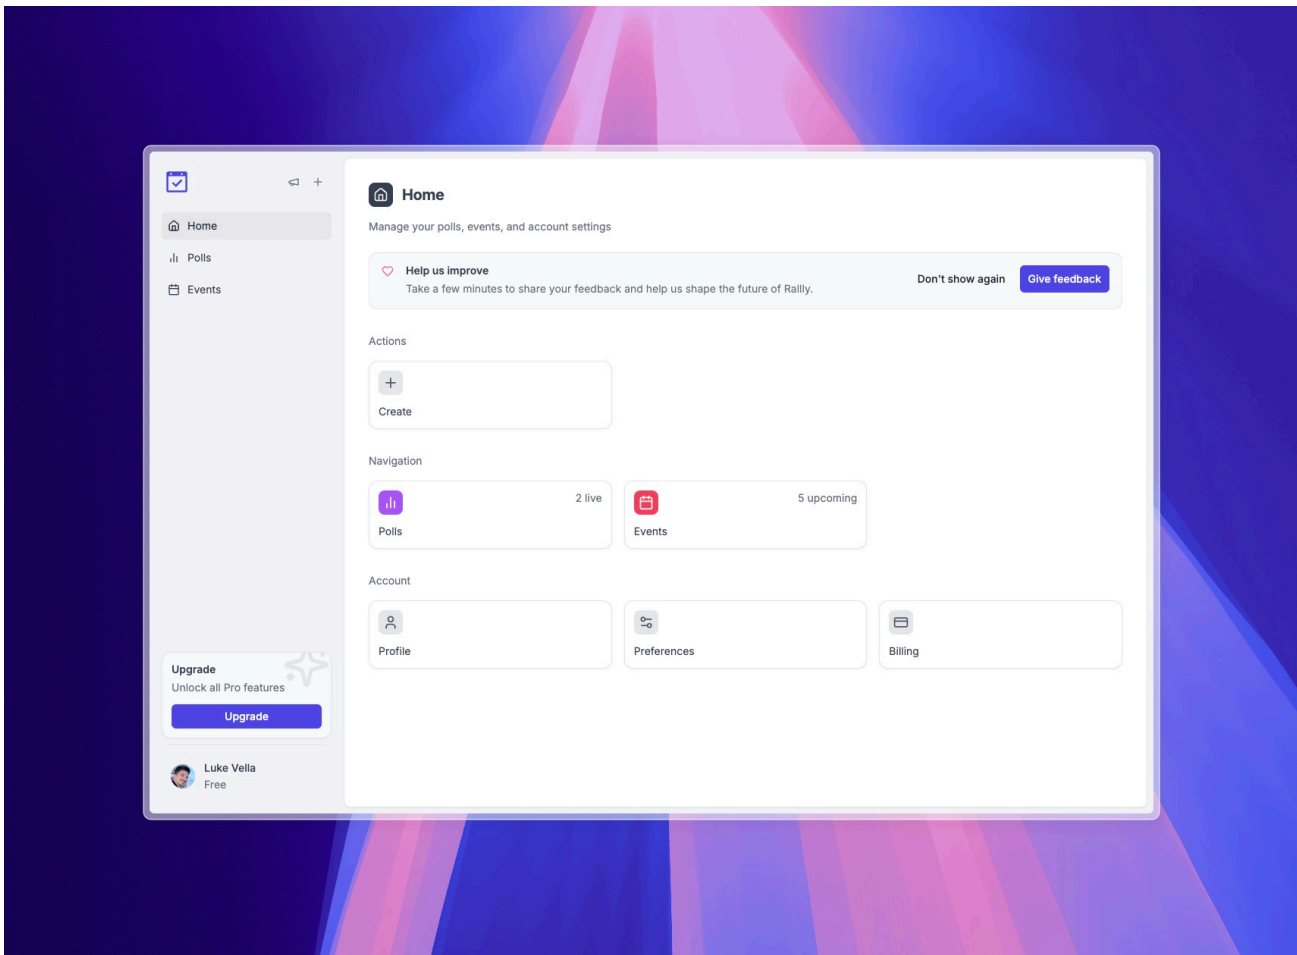 Home
Polls
Events
Upgrade
Unlock all Pro features
Upgrade
Luke Vella
Free
Home
Manage your polls, events, and account settings
Help us improve
Take a few minutes to share your feedback and help us shape the future of Rallly.
Don't show again
Give feedback
Actions
Create
Navigation
2 live
Polls
5 upcoming
Events
Account
Profile
Preferences
Billing